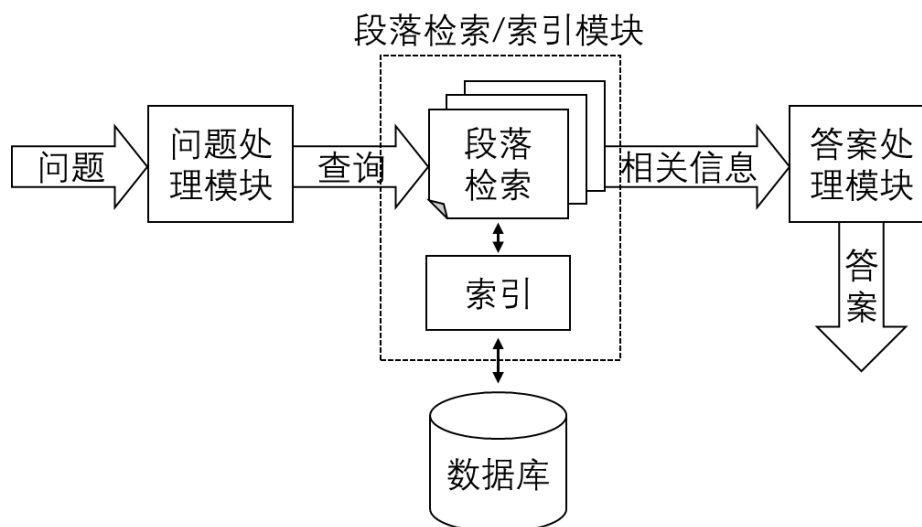 段落检索/索引模块
问题
问题处
理模块
查询
段落
检索
相关信息
答案处
理模块
索引
答
案
数据库